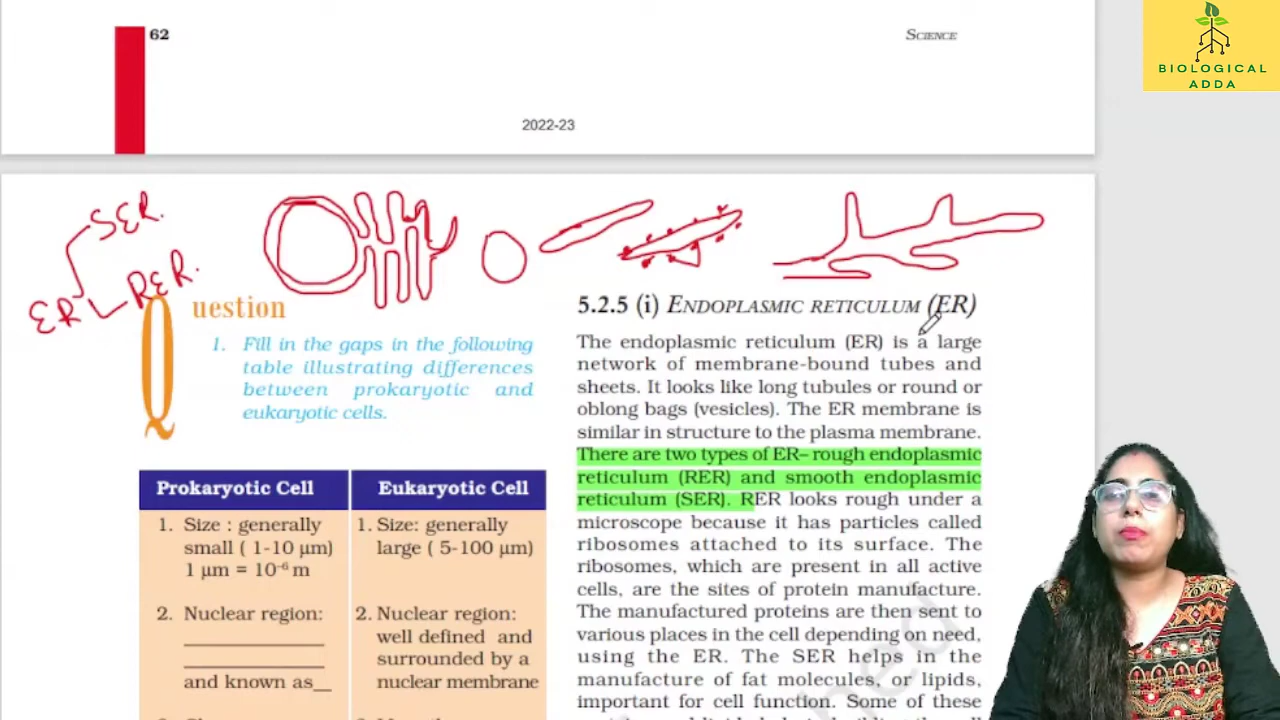 62
SCIENCE
BIOLOGICAL
ADDA
2022-23
SER.
RER.
ER
Question
1. Fill in the gaps in the following
table illustrating differences
between prokaryotic and
eukaryotic cells.
Prokaryotic Cell
Eukaryotic Cell
1. Size : generally
small ( 1-10 μm)
1 μm = 10⁻⁶ m
1. Size: generally
large ( 5-100 μm)
2. Nuclear region:
and known as__
2. Nuclear region:
well defined and
surrounded by a
nuclear membrane
5.2.5 (i) ENDOPLASMIC RETICULUM (ER)
The endoplasmic reticulum (ER) is a large
network of membrane-bound tubes and
sheets. It looks like long tubules or round or
oblong bags (vesicles). The ER membrane is
similar in structure to the plasma membrane.
There are two types of ER– rough endoplasmic
reticulum (RER) and smooth endoplasmic
reticulum (SER). RER looks rough under a
microscope because it has particles called
ribosomes attached to its surface. The
ribosomes, which are present in all active
cells, are the sites of protein manufacture.
The manufactured proteins are then sent to
various places in the cell depending on need,
using the ER. The SER helps in the
manufacture of fat molecules, or lipids,
important for cell function. Some of these